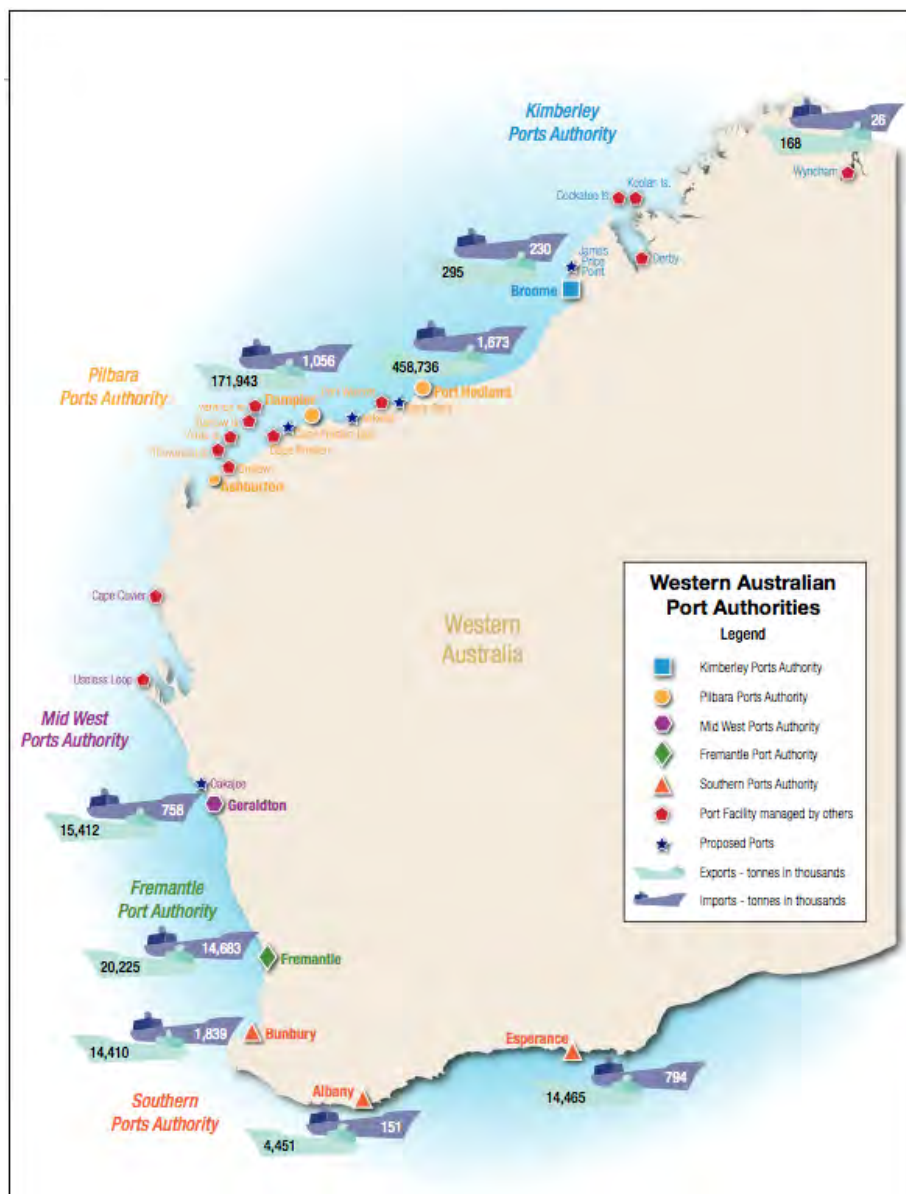 Kimberley
Ports Authority
26
168
Wyndham
Koolan Is.
Cockatoo Is.
230
295
James
Price
Point
Derby
Broome
1,673
458,736
1,056
171,943
Pilbara
Ports Authority
Port Hedland
Dampier
Cape Preston
Onslow
Ashburton
Cape Cuvier
Western
Australia
Useless Loop
Mid West
Ports Authority
Oakajee
Geraldton
758
15,412
Fremantle
Port Authority
14,683
20,225
Fremantle
1,839
14,410
Bunbury
Esperance
794
14,465
Albany
151
4,451
Southern
Ports Authority
Western Australian
Port Authorities
Legend
Kimberley Ports Authority
Pilbara Ports Authority
Mid West Ports Authority
Fremantle Port Authority
Southern Ports Authority
Port Facility managed by others
Proposed Ports
Exports - tonnes in thousands
Imports - tonnes in thousands